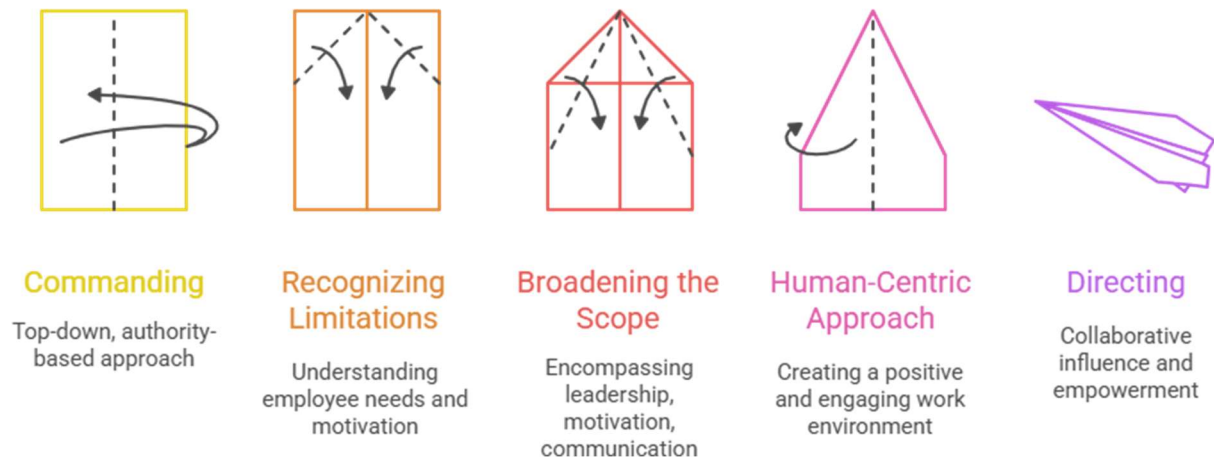 Commanding
Top-down, authority-
based approach
Recognizing
Limitations
Understanding
employee needs and
motivation
Broadening the
Scope
Encompassing
leadership,
motivation,
communication
Human-Centric
Approach
Creating a positive
and engaging work
environment
Directing
Collaborative
influence and
empowerment